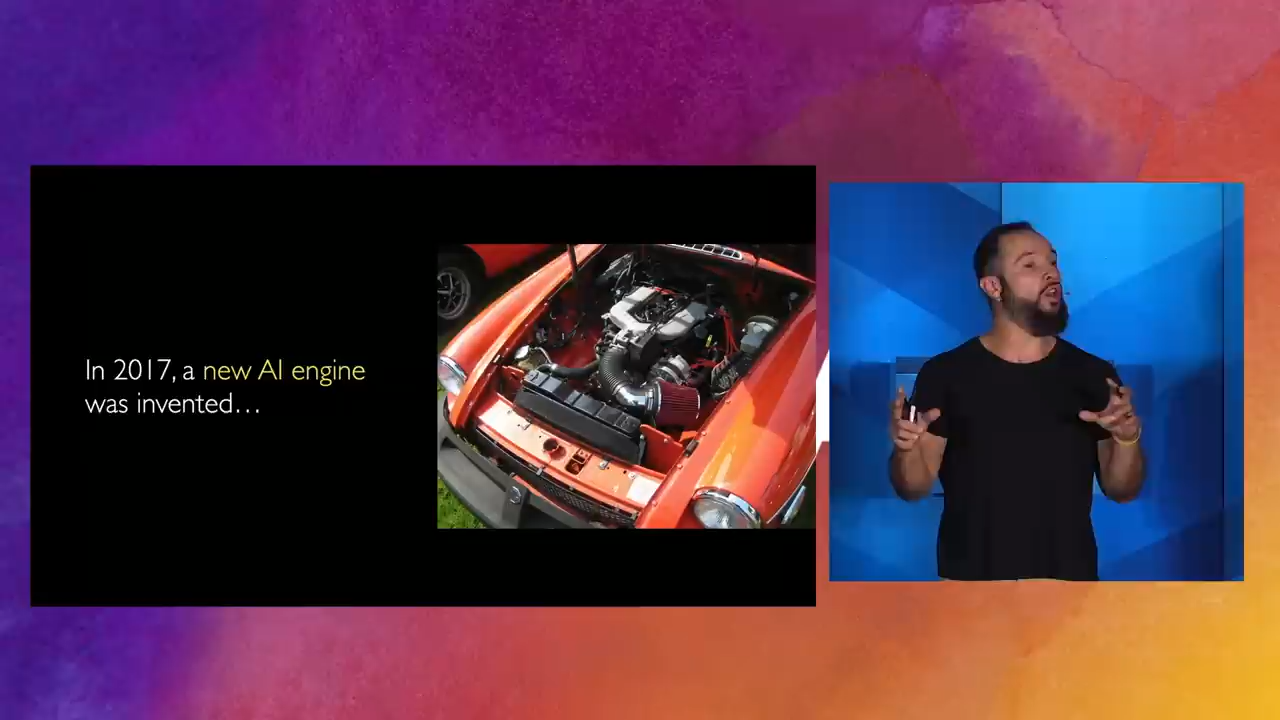 In 2017, a new AI engine
was invented…